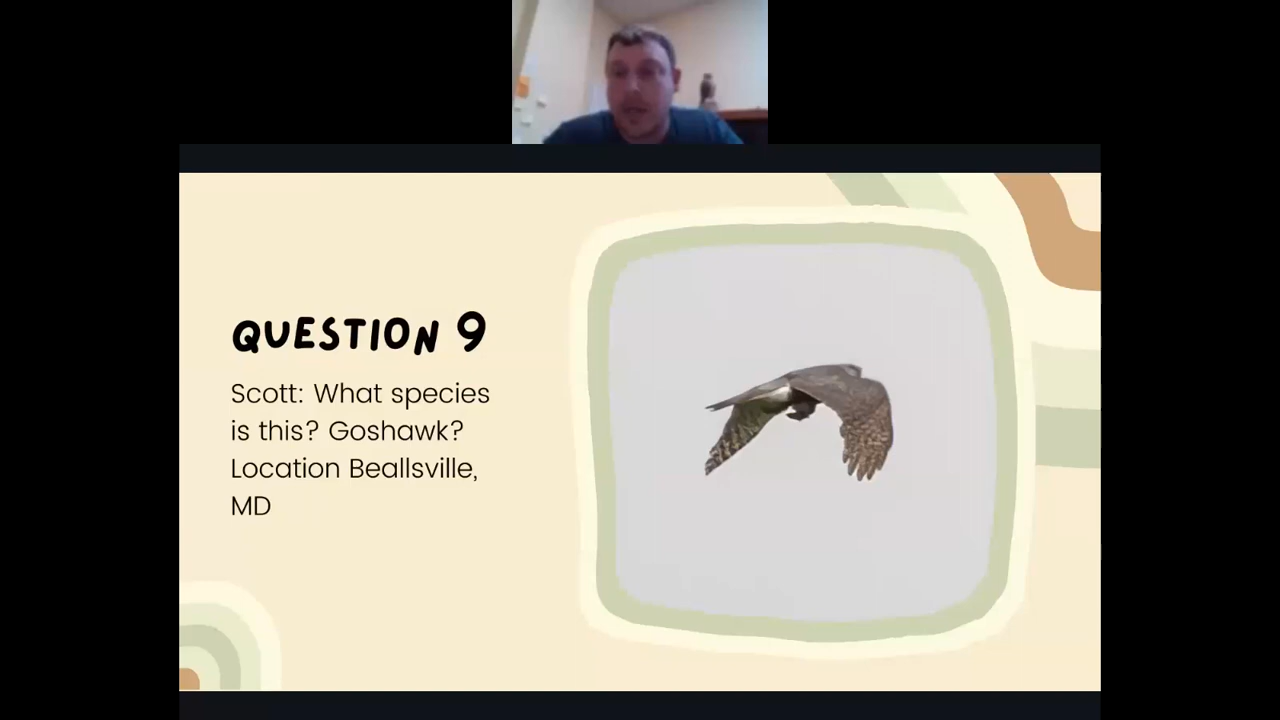 QUESTION 9
Scott: What species
is this? Goshawk?
Location Beallsville,
MD